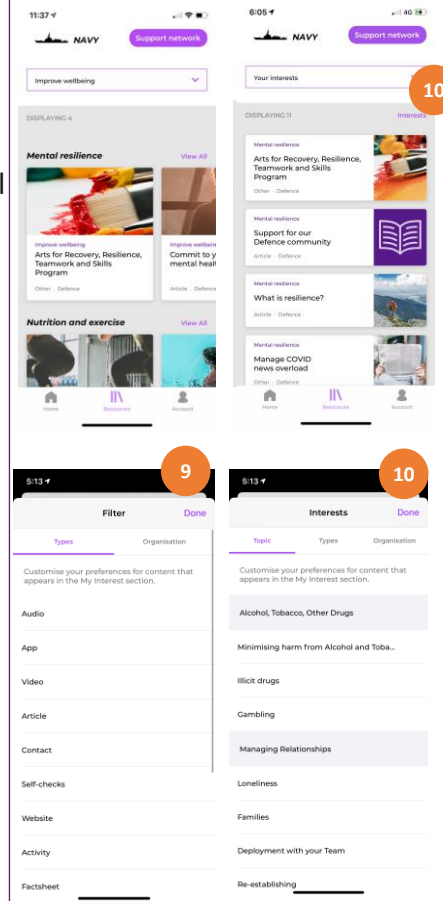 11:37
NAVY
Support network
Improve wellbeing
DISPLAYING 4
Mental resilience
View All
Improve wellbeing
Arts for Recovery, Resilience,
Teamwork and Skills
Program
Other · Defence
Improve wellbein
Commit to y
mental healt
Article · Defence
Nutrition and exercise
View All
Home
Resources
Account
6:05
4G
NAVY
Support network
Your interests
10
DISPLAYING 11
Interests
Mental resilience
Arts for Recovery, Resilience,
Teamwork and Skills
Program
Other · Defence
Mental resilience
Support for our
Defence community
Article · Defence
Mental resilience
What is resilience?
Article · Defence
Mental resilience
Manage COVID
news overload
Other · Defence
Home
Resources
Account
5:13
9
Filter
Done
Types
Organisation
Customise your preferences for content that
appears in the My Interest section.
Audio
App
Video
Article
Contact
Self-checks
Website
Activity
Factsheet
5:13
10
Interests
Done
Topic
Types
Organisation
Customise your preferences for content that
appears in the My Interest section.
Alcohol, Tobacco, Other Drugs
Minimising harm from Alcohol and Toba...
Illicit drugs
Gambling
Managing Relationships
Loneliness
Families
Deployment with your Team
Re-establishing